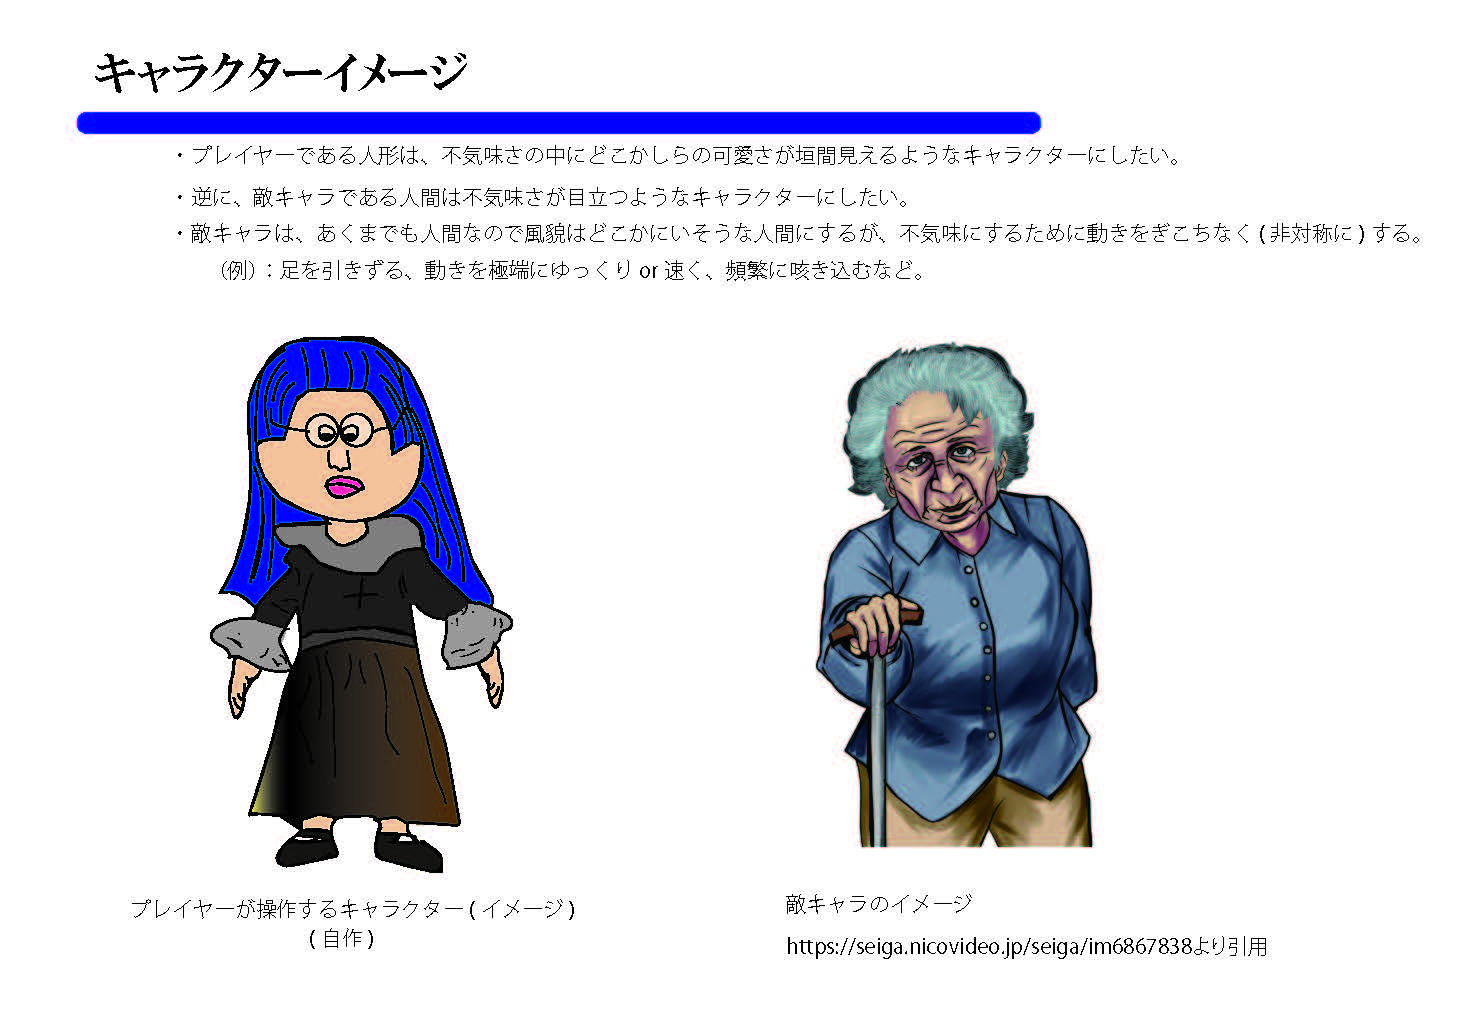 キャラクターイメージ
・プレイヤーである人形は、不気味さの中にどこかしらの可愛さが垣間見えるようなキャラクターにしたい。
・逆に、敵キャラである人間は不気味さが目立つようなキャラクターにしたい。
・敵キャラは、あくまでも人間なので風貌はどこかにいそうな人間にするが、不気味にするために動きをぎこちなく ( 非対称に ) する。
（例）：足を引きずる、動きを極端にゆっくり or 速く、頻繁に咳き込むなど。
プレイヤーが操作するキャラクター ( イメージ )
( 自作 )
敵キャラのイメージ
https://seiga.nicovideo.jp/seiga/im6867838より引用